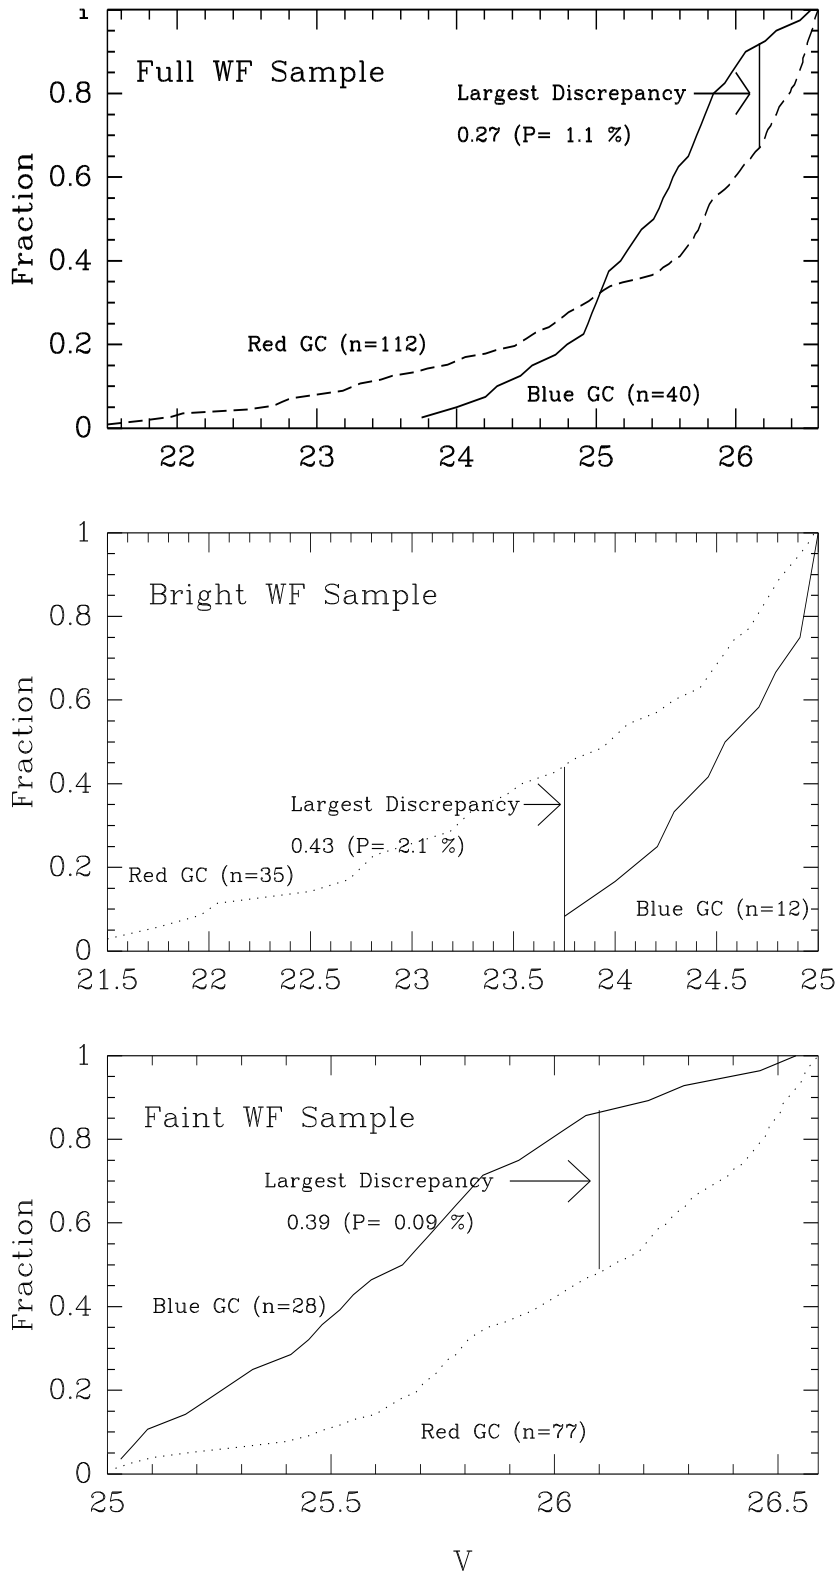 1
Full WF Sample
0.8
Largest Discrepancy
0.27 (P= 1.1 %)
0.6
Fraction
0.4
Red GC (n=112)
0.2
Blue GC (n=40)
0
22 23 24 25 26
1
Bright WF Sample
0.8
0.6
Fraction
0.4
Largest Discrepancy
0.43 (P= 2.1 %)
0.2
Red GC (n=35)
Blue GC (n=12)
0
21.5 22 22.5 23 23.5 24 24.5 25
1
Faint WF Sample
0.8
Largest Discrepancy
0.39 (P= 0.09 %)
0.6
Fraction
Blue GC (n=28)
0.4
0.2
Red GC (n=77)
0
25 25.5 26 26.5
V